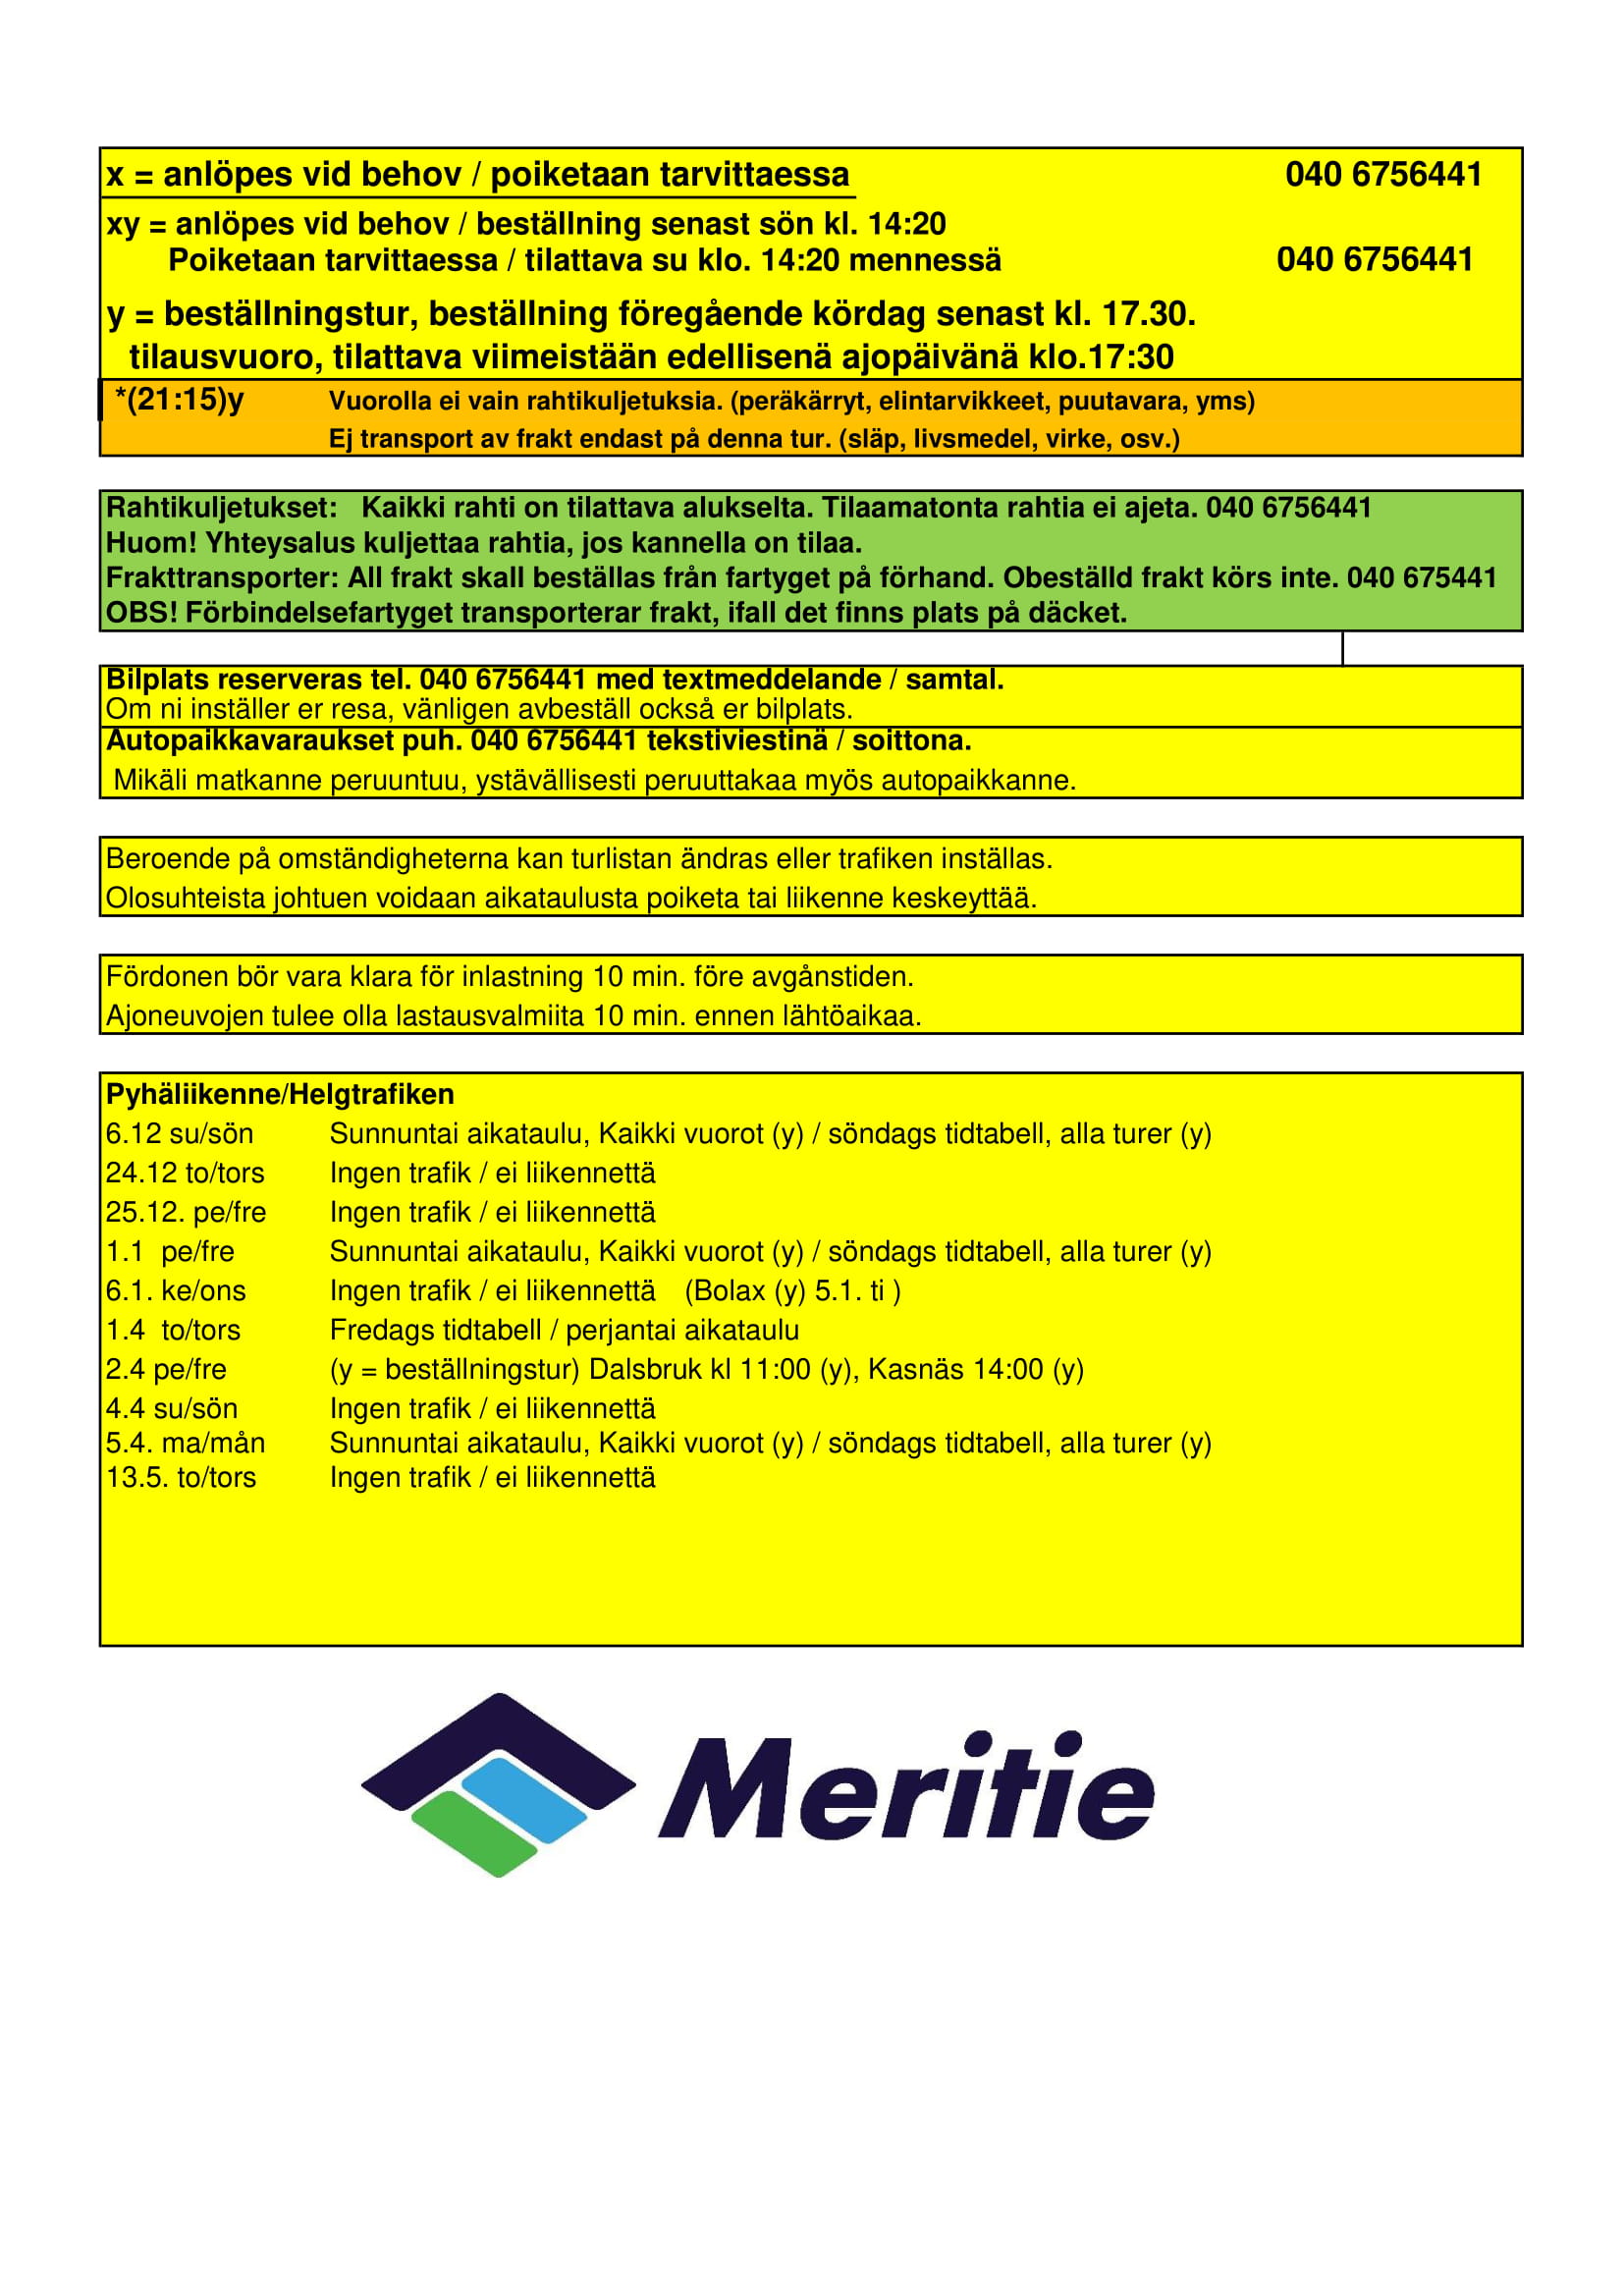 x = anlöpes vid behov / poiketaan tarvittaessa 040 6756441
xy = anlöpes vid behov / beställning senast sön kl. 14:20
Poiketaan tarvittaessa / tilattava su klo. 14:20 mennessä 040 6756441
y = beställningstur, beställning föregående kördag senast kl. 17.30.
tilausvuoro, tilattava viimeistään edellisenä ajopäivänä klo.17:30
*(21:15)y Vuorolla ei vain rahtikuljetuksia. (peräkärryt, elintarvikkeet, puutavara, yms)
Ej transport av frakt endast på denna tur. (släp, livsmedel, virke, osv.)
Rahtikuljetukset: Kaikki rahti on tilattava alukselta. Tilaamatonta rahtia ei ajeta. 040 6756441
Huom! Yhteysalus kuljettaa rahtia, jos kannella on tilaa.
Frakttransporter: All frakt skall beställas från fartyget på förhand. Obeställd frakt körs inte. 040 675441
OBS! Förbindelsefartyget transporterar frakt, ifall det finns plats på däcket.
Bilplats reserveras tel. 040 6756441 med textmeddelande / samtal.
Om ni inställer er resa, vänligen avbeställ också er bilplats.
Autopaikkavaraukset puh. 040 6756441 tekstiviestinä / soittona.
Mikäli matkanne peruuntuu, ystävällisesti peruuttakaa myös autopaikkanne.
Beroende på omständigheterna kan turlistan ändras eller trafiken inställas.
Olosuhteista johtuen voidaan aikataulusta poiketa tai liikenne keskeyttää.
Fördonen bör vara klara för inlastning 10 min. före avgånstiden.
Ajoneuvojen tulee olla lastausvalmiita 10 min. ennen lähtöaikaa.
Pyhäliikenne/Helgtrafiken
6.12 su/sön Sunnuntai aikataulu, Kaikki vuorot (y) / söndags tidtabell, alla turer (y)
24.12 to/tors Ingen trafik / ei liikennettä
25.12. pe/fre Ingen trafik / ei liikennettä
1.1 pe/fre Sunnuntai aikataulu, Kaikki vuorot (y) / söndags tidtabell, alla turer (y)
6.1. ke/ons Ingen trafik / ei liikennettä (Bolax (y) 5.1. ti )
1.4 to/tors Fredags tidtabell / perjantai aikataulu
2.4 pe/fre (y = beställningstur) Dalsbruk kl 11:00 (y), Kasnäs 14:00 (y)
4.4 su/sön Ingen trafik / ei liikennettä
5.4. ma/mån Sunnuntai aikataulu, Kaikki vuorot (y) / söndags tidtabell, alla turer (y)
13.5. to/tors Ingen trafik / ei liikennettä
Meritie